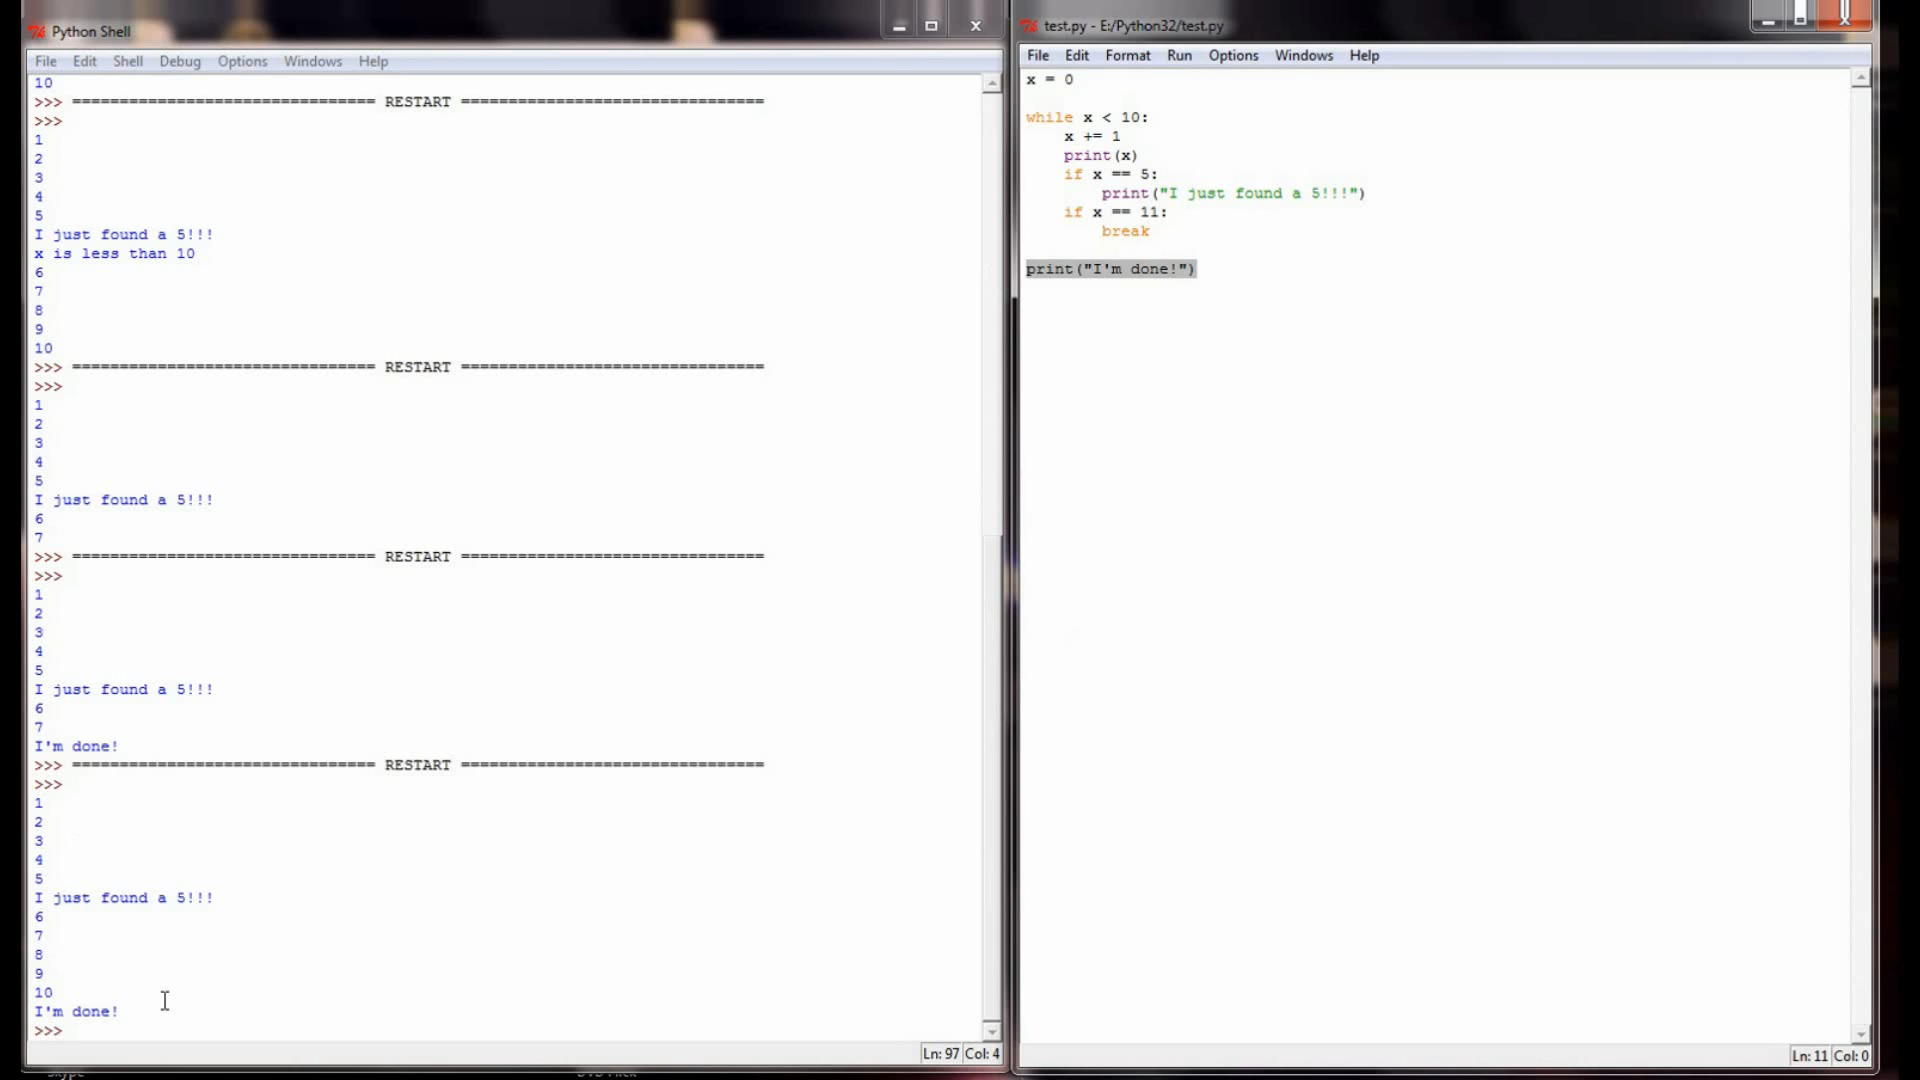 Python Shell
File Edit Shell Debug Options Windows Help
10
>>> ================================ RESTART ================================
>>>
1
2
3
4
5
I just found a 5!!!
x is less than 10
6
7
8
9
10
>>> ================================ RESTART ================================
>>>
1
2
3
4
5
I just found a 5!!!
6
7
>>> ================================ RESTART ================================
>>>
1
2
3
4
5
I just found a 5!!!
6
7
I'm done!
>>> ================================ RESTART ================================
>>>
1
2
3
4
5
I just found a 5!!!
6
7
8
9
10
I'm done!
>>>
Ln: 97 Col: 4
test.py - E:/Python32/test.py
File Edit Format Run Options Windows Help
x = 0
while x < 10:
    x += 1
    print(x)
    if x == 5:
        print("I just found a 5!!!")
    if x == 11:
        break
print("I'm done!")
Ln: 11 Col: 0
Skype